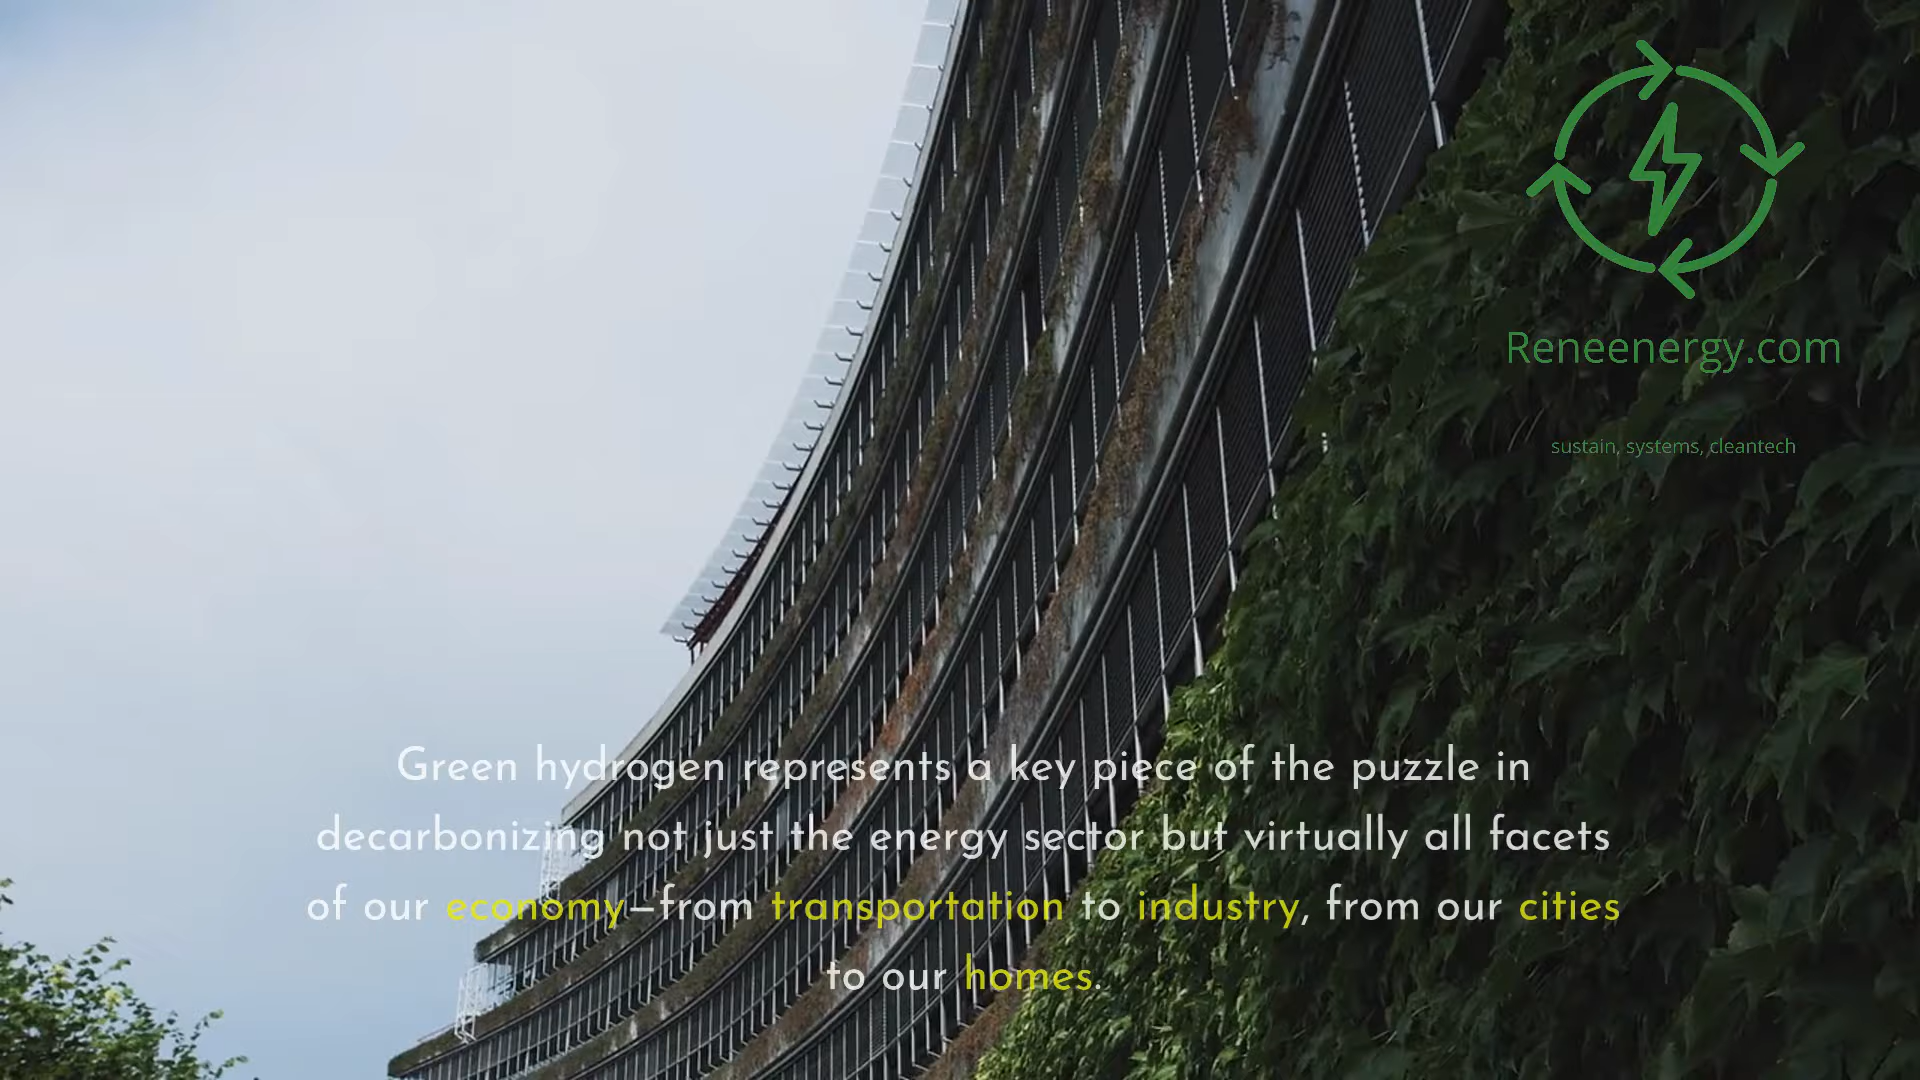 Reneenergy.com
sustain, systems, cleantech
Green hydrogen represents a key piece of the puzzle in
decarbonizing not just the energy sector but virtually all facets
of our economy—from transportation to industry, from our cities
to our homes.